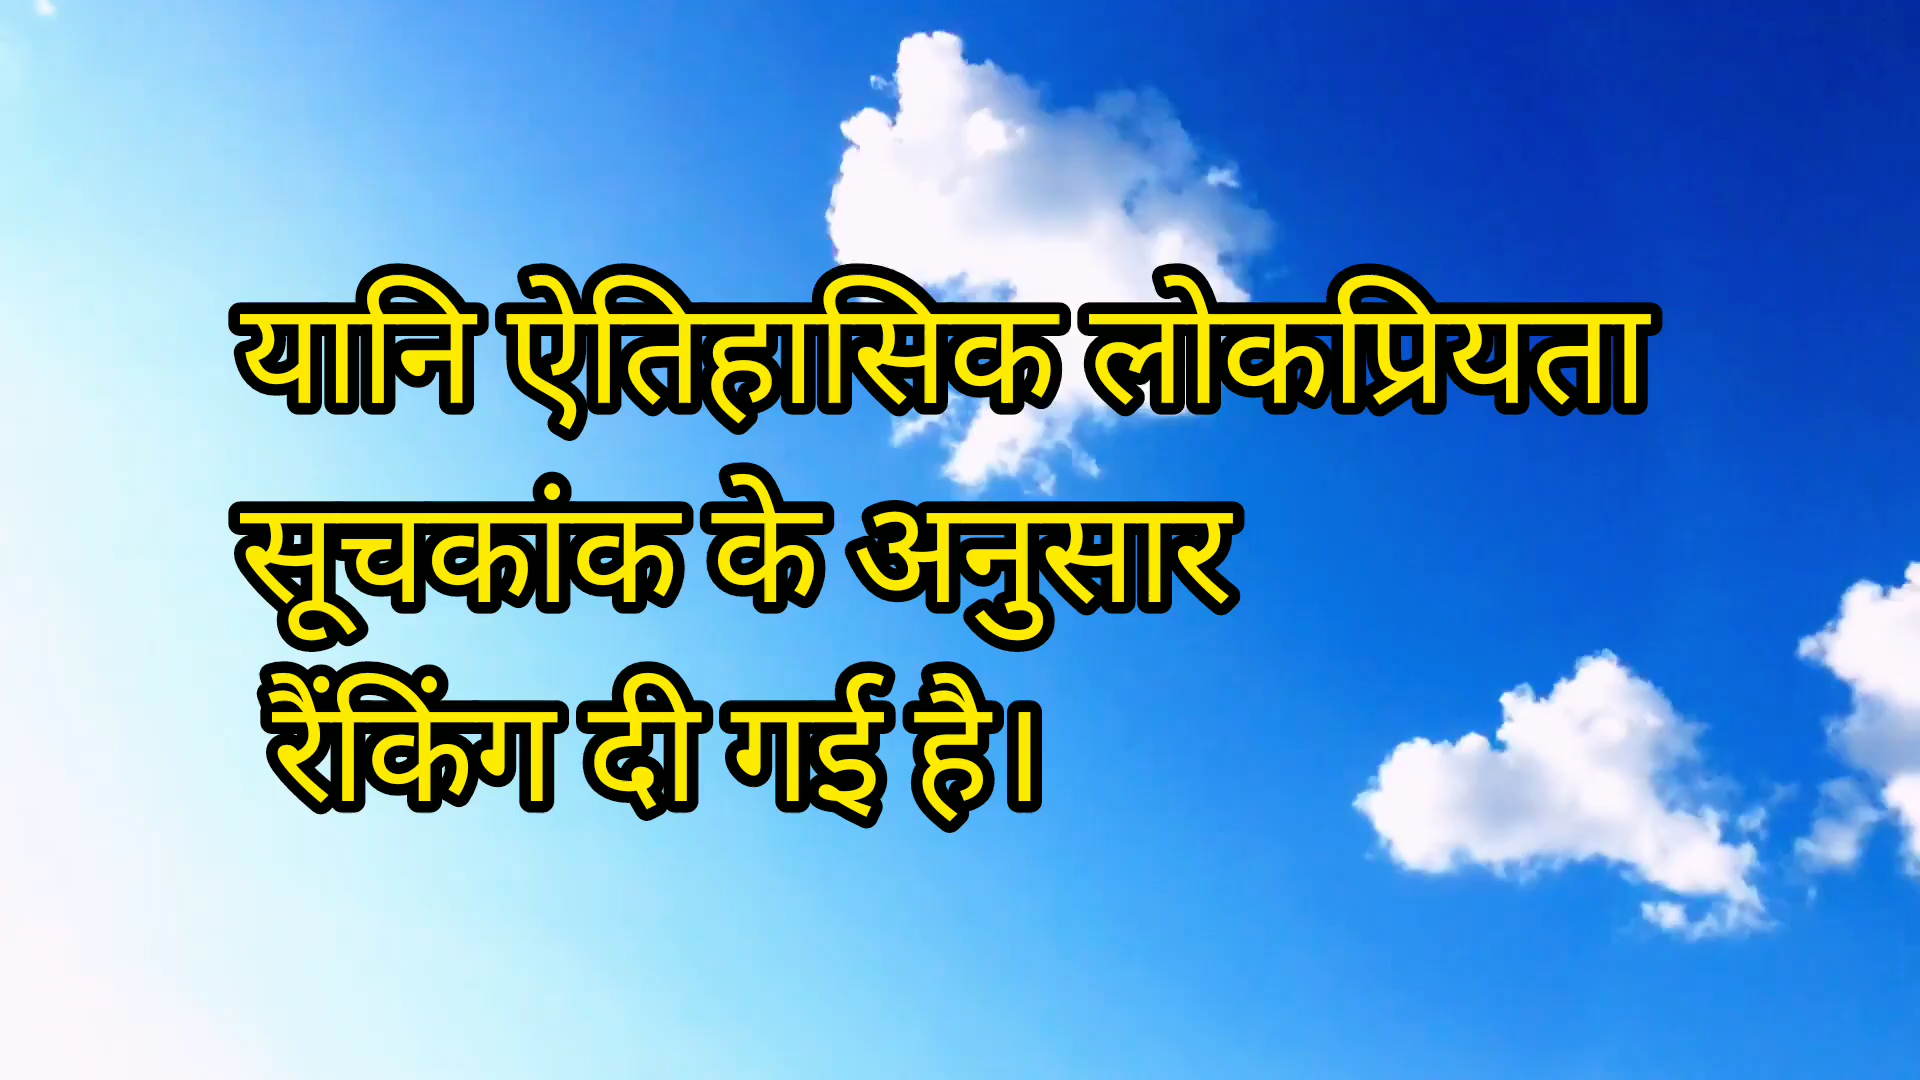 यानि ऐतिहासिक लोकप्रियता
सूचकांक के अनुसार
रैंकिंग दी गई है।